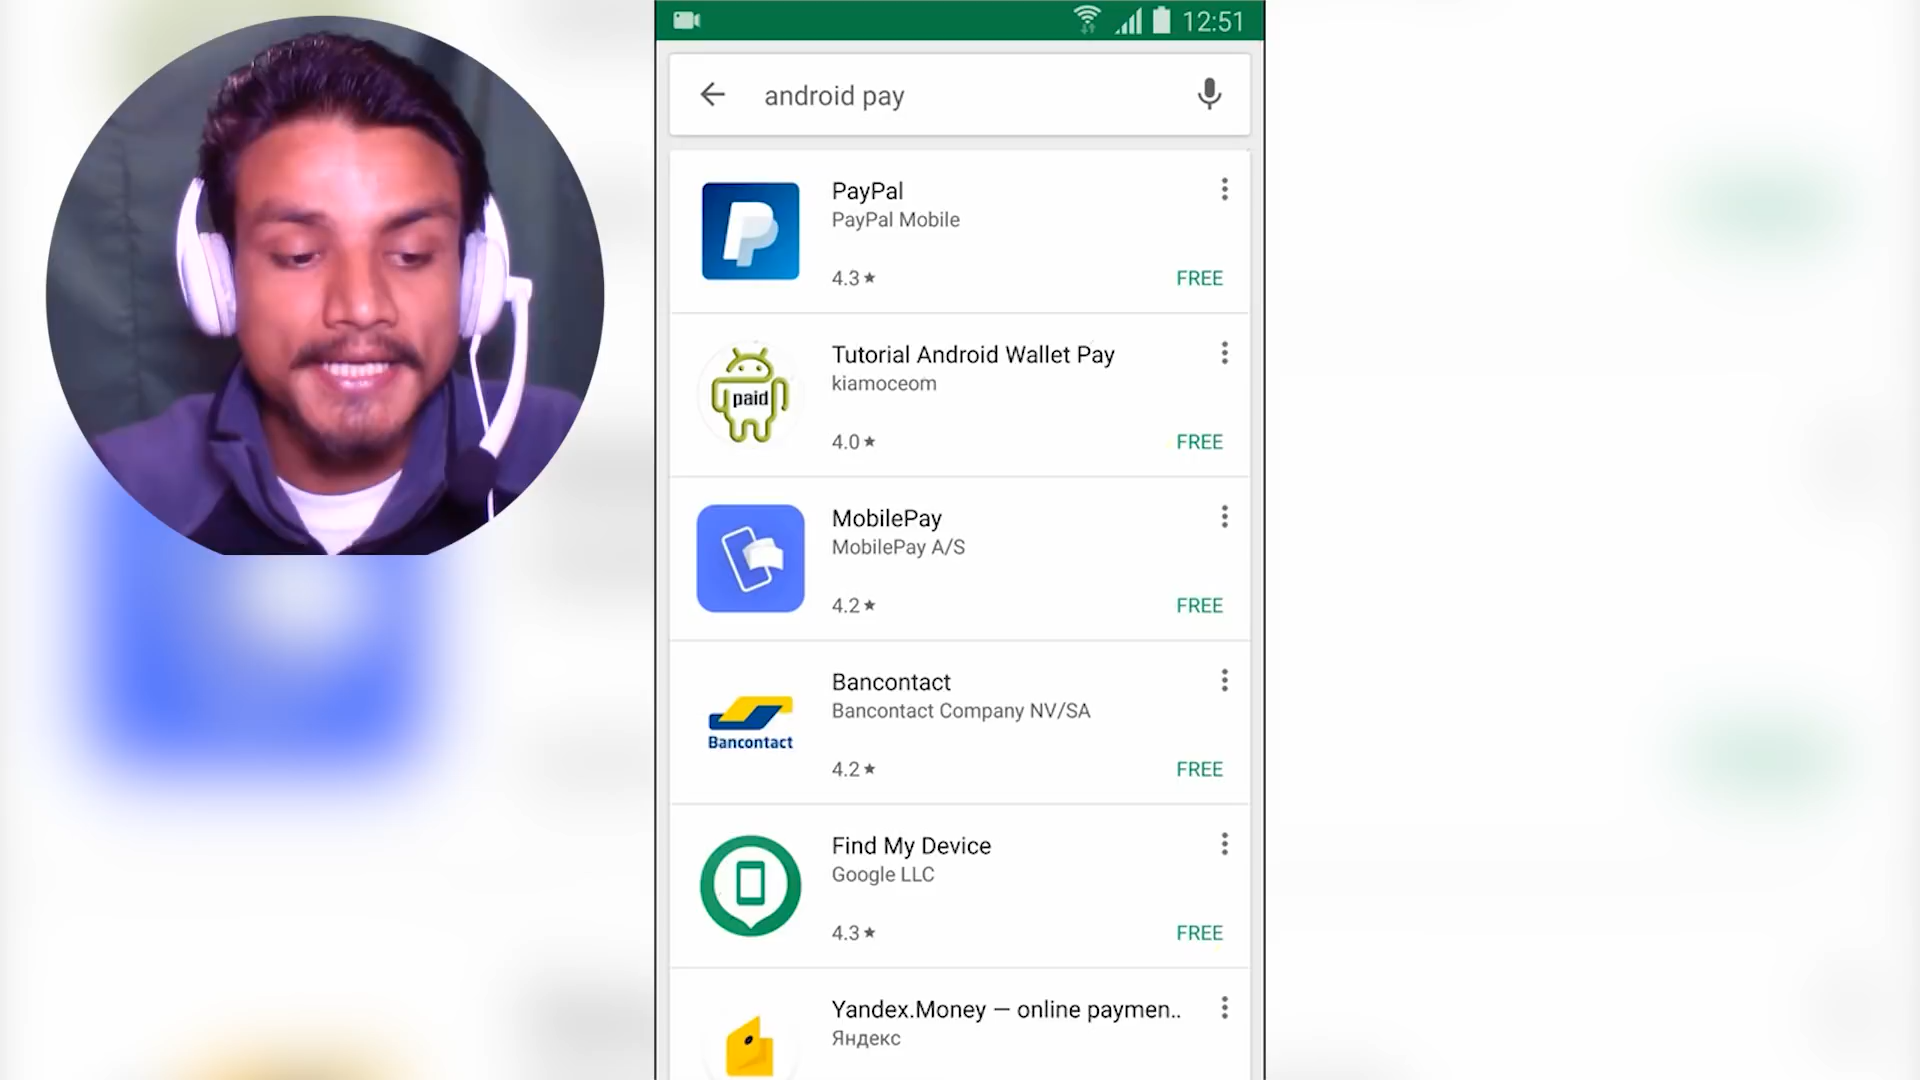 12:51
android pay
PayPal
PayPal Mobile
4.3★
FREE
Tutorial Android Wallet Pay
kiamoceom
paid
4.0★
FREE
MobilePay
MobilePay A/S
4.2★
FREE
Bancontact
Bancontact Company NV/SA
Bancontact
4.2★
FREE
Find My Device
Google LLC
4.3★
FREE
Yandex.Money — online paymen..
Яндекс